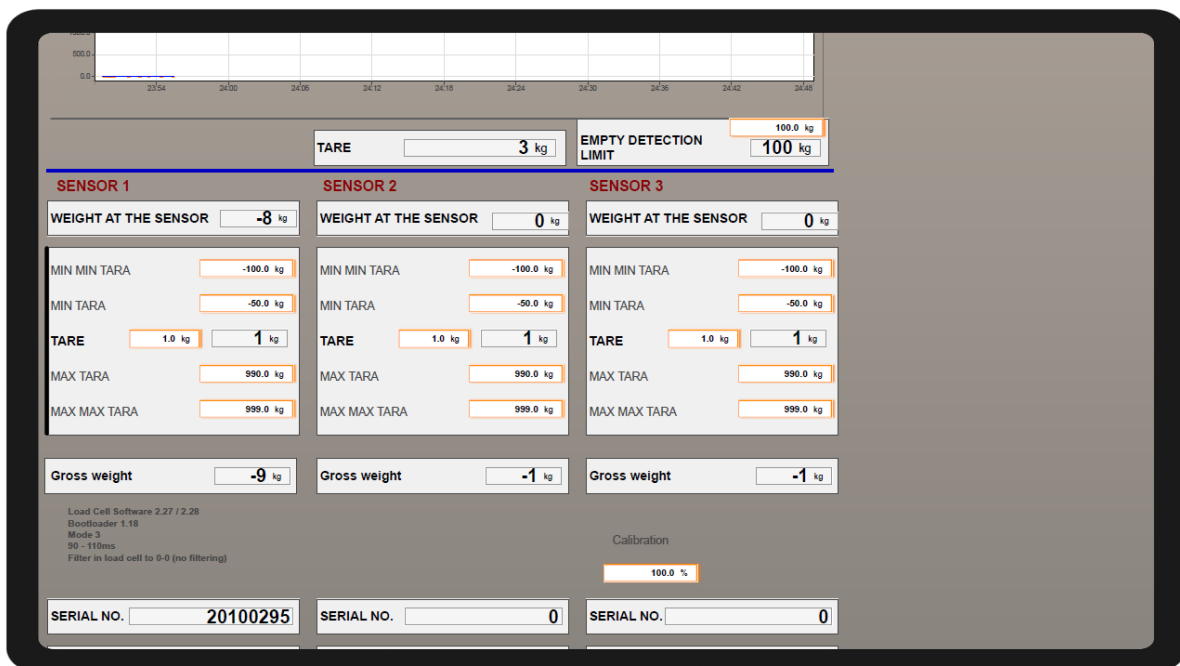 500.0
0.0
23:54 24:00 24:06 24:12 24:18 24:24 24:30 24:36 24:42 24:48
100.0 kg
TARE 3 kg EMPTY DETECTION LIMIT 100 kg
SENSOR 1 SENSOR 2 SENSOR 3
WEIGHT AT THE SENSOR -8 kg WEIGHT AT THE SENSOR 0 kg WEIGHT AT THE SENSOR 0 kg
MIN MIN TARA -100.0 kg MIN MIN TARA -100.0 kg MIN MIN TARA -100.0 kg
MIN TARA -50.0 kg MIN TARA -50.0 kg MIN TARA -50.0 kg
TARE 1.0 kg 1 kg TARE 1.0 kg 1 kg TARE 1.0 kg 1 kg
MAX TARA 990.0 kg MAX TARA 990.0 kg MAX TARA 990.0 kg
MAX MAX TARA 999.0 kg MAX MAX TARA 999.0 kg MAX MAX TARA 999.0 kg
Gross weight -9 kg Gross weight -1 kg Gross weight -1 kg
Load Cell Software 2.27 / 2.28
Bootloader 1.18
Mode 3
90 - 110ms
Filter in load cell to 0-0 (no filtering)
Calibration
100.0 %
SERIAL NO. 20100295 SERIAL NO. 0 SERIAL NO. 0